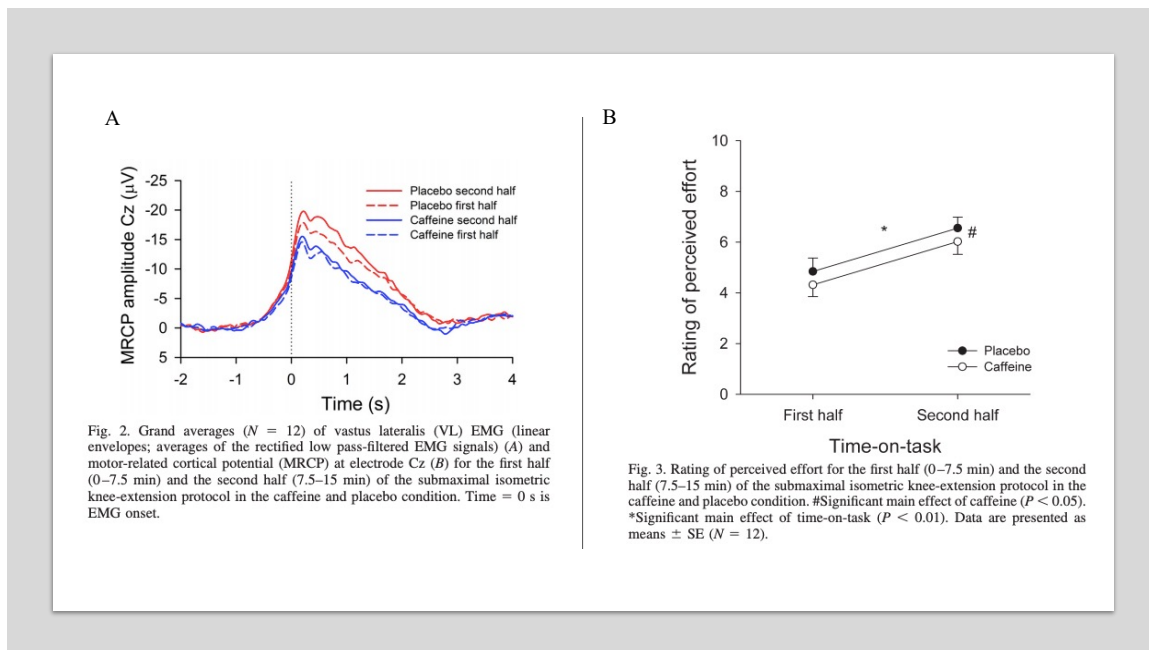 A
MRCP amplitude Cz (μV)
-25
-20
-15
-10
-5
0
5
Placebo second half
Placebo first half
Caffeine second half
Caffeine first half
-2 -1 0 1 2 3 4
Time (s)
Fig. 2. Grand averages (N = 12) of vastus lateralis (VL) EMG (linear
envelopes; averages of the rectified low pass-filtered EMG signals) (A) and
motor-related cortical potential (MRCP) at electrode Cz (B) for the first half
(0–7.5 min) and the second half (7.5–15 min) of the submaximal isometric
knee-extension protocol in the caffeine and placebo condition. Time = 0 s is
EMG onset.
B
Rating of perceived effort
10
8
6
4
2
0
*
#
Placebo
Caffeine
First half Second half
Time-on-task
Fig. 3. Rating of perceived effort for the first half (0–7.5 min) and the second
half (7.5–15 min) of the submaximal isometric knee-extension protocol in the
caffeine and placebo condition. #Significant main effect of caffeine (P < 0.05).
*Significant main effect of time-on-task (P < 0.01). Data are presented as
means ± SE (N = 12).